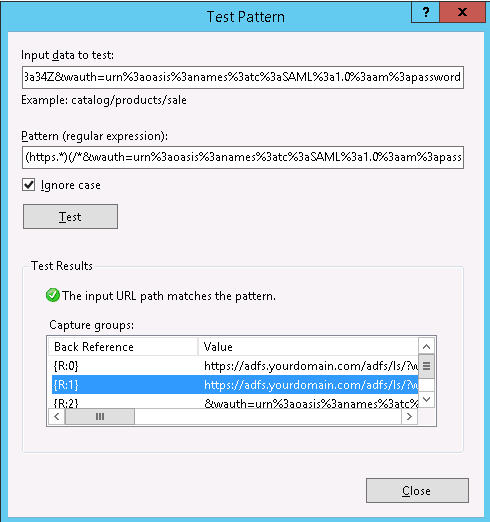 Test Pattern
? x
Input data to test:
3a34Z&wauth=urn%3aoasis%3anames%3atc%3aSAML%3a1.0%3aam%3apassword
Example: catalog/products/sale
Pattern (regular expression):
(https.*)(/*&wauth=urn%3aoasis%3anames%3atc%3aSAML%3a1.0%3aam%3apass
Ignore case
Test
Test Results
The input URL path matches the pattern.
Capture groups:
Back Reference Value
{R:0} https://adfs.yourdomain.com/adfs/ls/?w
{R:1} https://adfs.yourdomain.com/adfs/ls/?w
{R:2} &wauth=urn%3aoasis%3anames%3atc%
Close